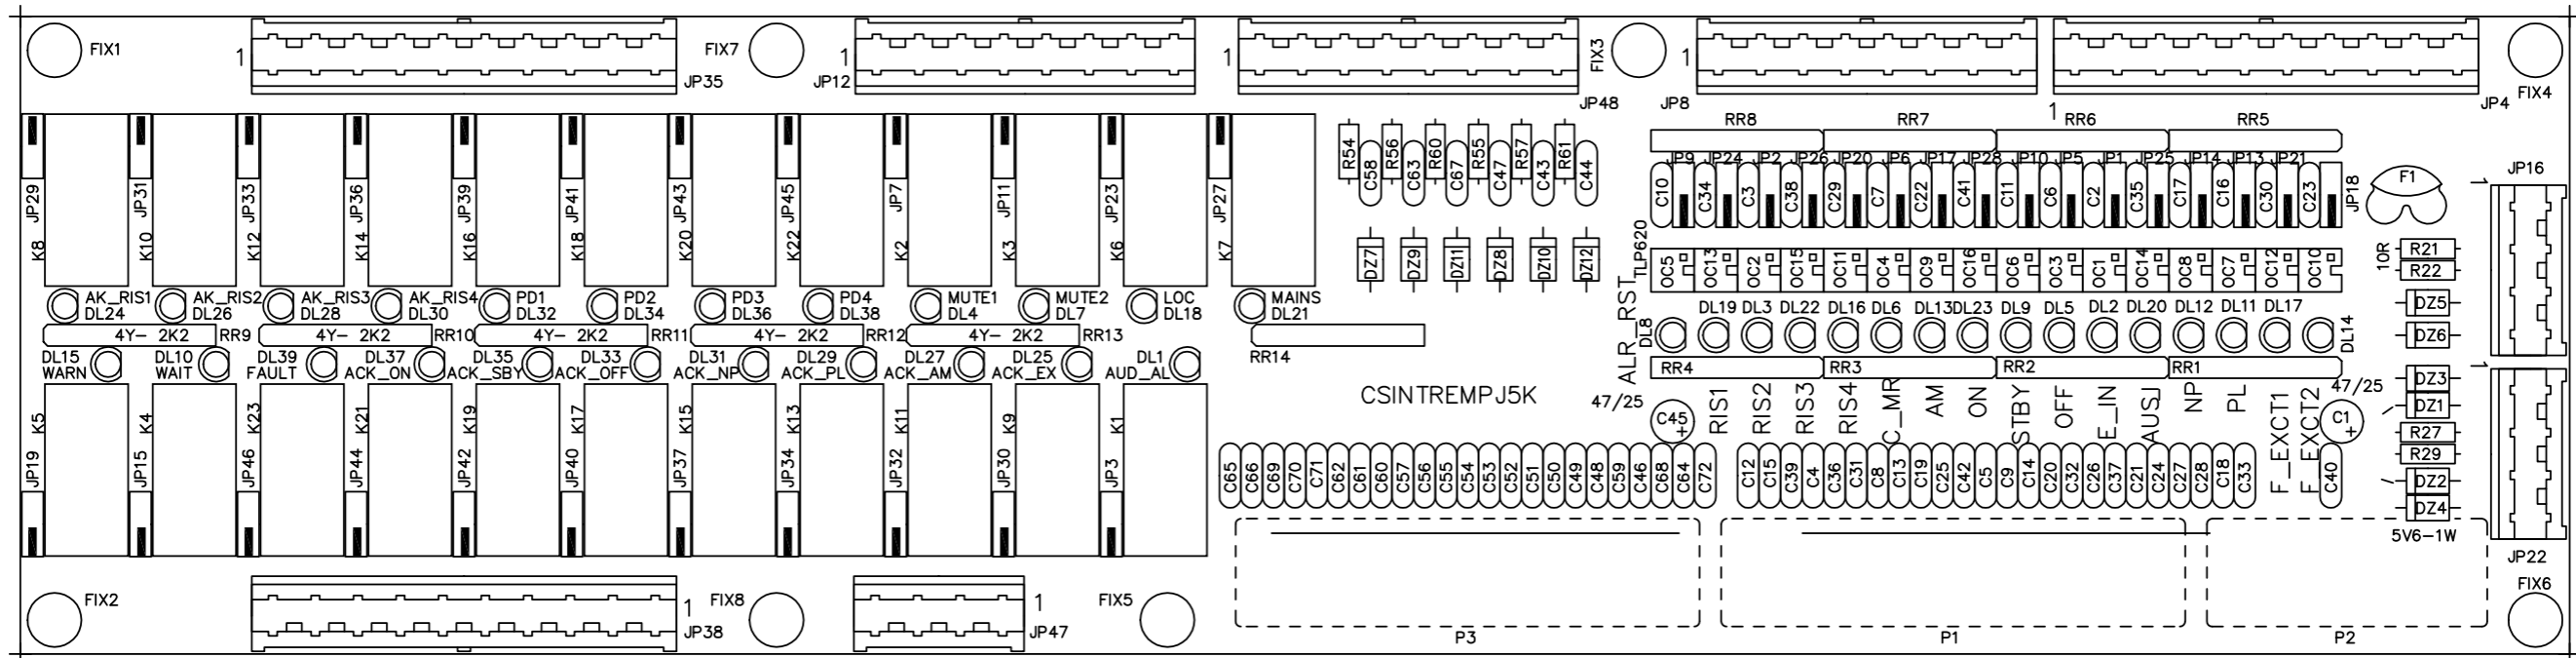 FIX1 1 JP35 FIX7 JP12 1 1 JP48 FIX3 JP8 1 1 JP4 FIX4
RR8 RR7 RR6 RR5
JP29 JP31 JP33 JP36 JP39 JP41 JP43 JP45 JP7 JP11 JP23 JP27
K8 K10 K12 K14 K16 K18 K20 K22 K2 K3 K6 K7
R54 C58 R56 C63 R60 C67 R55 C47 R57 C43 R61 C44
JP9 JP24 JP2 JP26 JP20 JP6 JP17 JP28 JP10 JP5 JP1 JP25 JP14 JP13 JP21 JP18
C10 C34 C3 C38 C29 C7 C22 C41 C11 C6 C2 C35 C17 C16 C30 C23
F1 JP16
DZ7 DZ9 DZ11 DZ8 DZ10 DZ12
TLP620
OC5 OC13 OC2 OC15 OC11 OC4 OC9 OC16 OC6 OC3 OC1 OC14 OC8 OC7 OC12 OC10
10R R21
R22
DZ5
DZ6
AK_RIS1 AK_RIS2 AK_RIS3 AK_RIS4 PD1 PD2 PD3 PD4 MUTE1 MUTE2 LOC MAINS
DL24 DL26 DL28 DL30 DL32 DL34 DL36 DL38 DL4 DL7 DL18 DL21
ALR_RST
DL8 DL19 DL3 DL22 DL16 DL6 DL13 DL23 DL9 DL5 DL2 DL20 DL12 DL11 DL17 DL14
4Y- 2K2 RR9 4Y- 2K2 RR10 4Y- 2K2 RR11 4Y- 2K2 RR12 4Y- 2K2 RR13
RR14
DL15 DL10 DL39 DL37 DL35 DL33 DL31 DL29 DL27 DL25 DL1
WARN WAIT FAULT ACK_ON ACK_SBY ACK_OFF ACK_NP ACK_PL ACK_AM ACK_EX AUD_AL
RR4 RR3 RR2 RR1
CSINTREMPJ5K
47/25 C45 +
RIS1 RIS2 RIS3 RIS4 C_MR AM ON STBY OFF E_IN AUSJ NP PL F_EXCT1 F_EXCT2
47/25 C1 +
DZ3
DZ1
R27
R29
DZ2
DZ4
5V6-1W
K5 K4 K23 K21 K19 K17 K15 K13 K11 K9 K1
JP19 JP15 JP46 JP44 JP42 JP40 JP37 JP34 JP32 JP30 JP3
C65 C66 C69 C70 C71 C62 C61 C60 C57 C56 C55 C54 C53 C52 C51 C50 C49 C48 C59 C46 C68 C64 C72
C12 C15 C39 C4 C36 C31 C8 C13 C19 C25 C42 C5 C9 C14 C20 C32 C26 C37 C21 C24 C27 C28 C18 C33 C40
JP22
FIX2 1 JP38 FIX8 1 JP47 FIX5 FIX6
P3 P1 P2